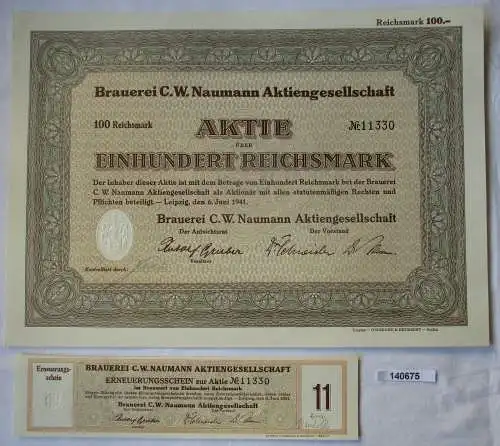 Reichsmark 100.–
Brauerei C.W. Naumann Aktiengesellschaft
100 Reichsmark
AKTIE
№ 11330
ÜBER
EINHUNDERT REICHSMARK
Der Inhaber dieser Aktie ist mit dem Betrage von Einhundert Reichsmark bei der Brauerei
C. W. Naumann Aktiengesellschaft als Aktionär mit allen statutenmäßigen Rechten und
Pflichten beteiligt. — Leipzig, den 6. Juni 1941.
Brauerei C.W. Naumann Aktiengesellschaft
Der Aufsichtsrat
Der Vorstand
Vorsitzer
Kontrolliert durch:
Erneuerungs-
schein
BRAUEREI C.W. NAUMANN AKTIENGESELLSCHAFT
ERNEUERUNGSSCHEIN zur Aktie № 11330
im Nennwert von Einhundert Reichsmark
Brauerei C.W. Naumann Aktiengesellschaft
11
140675